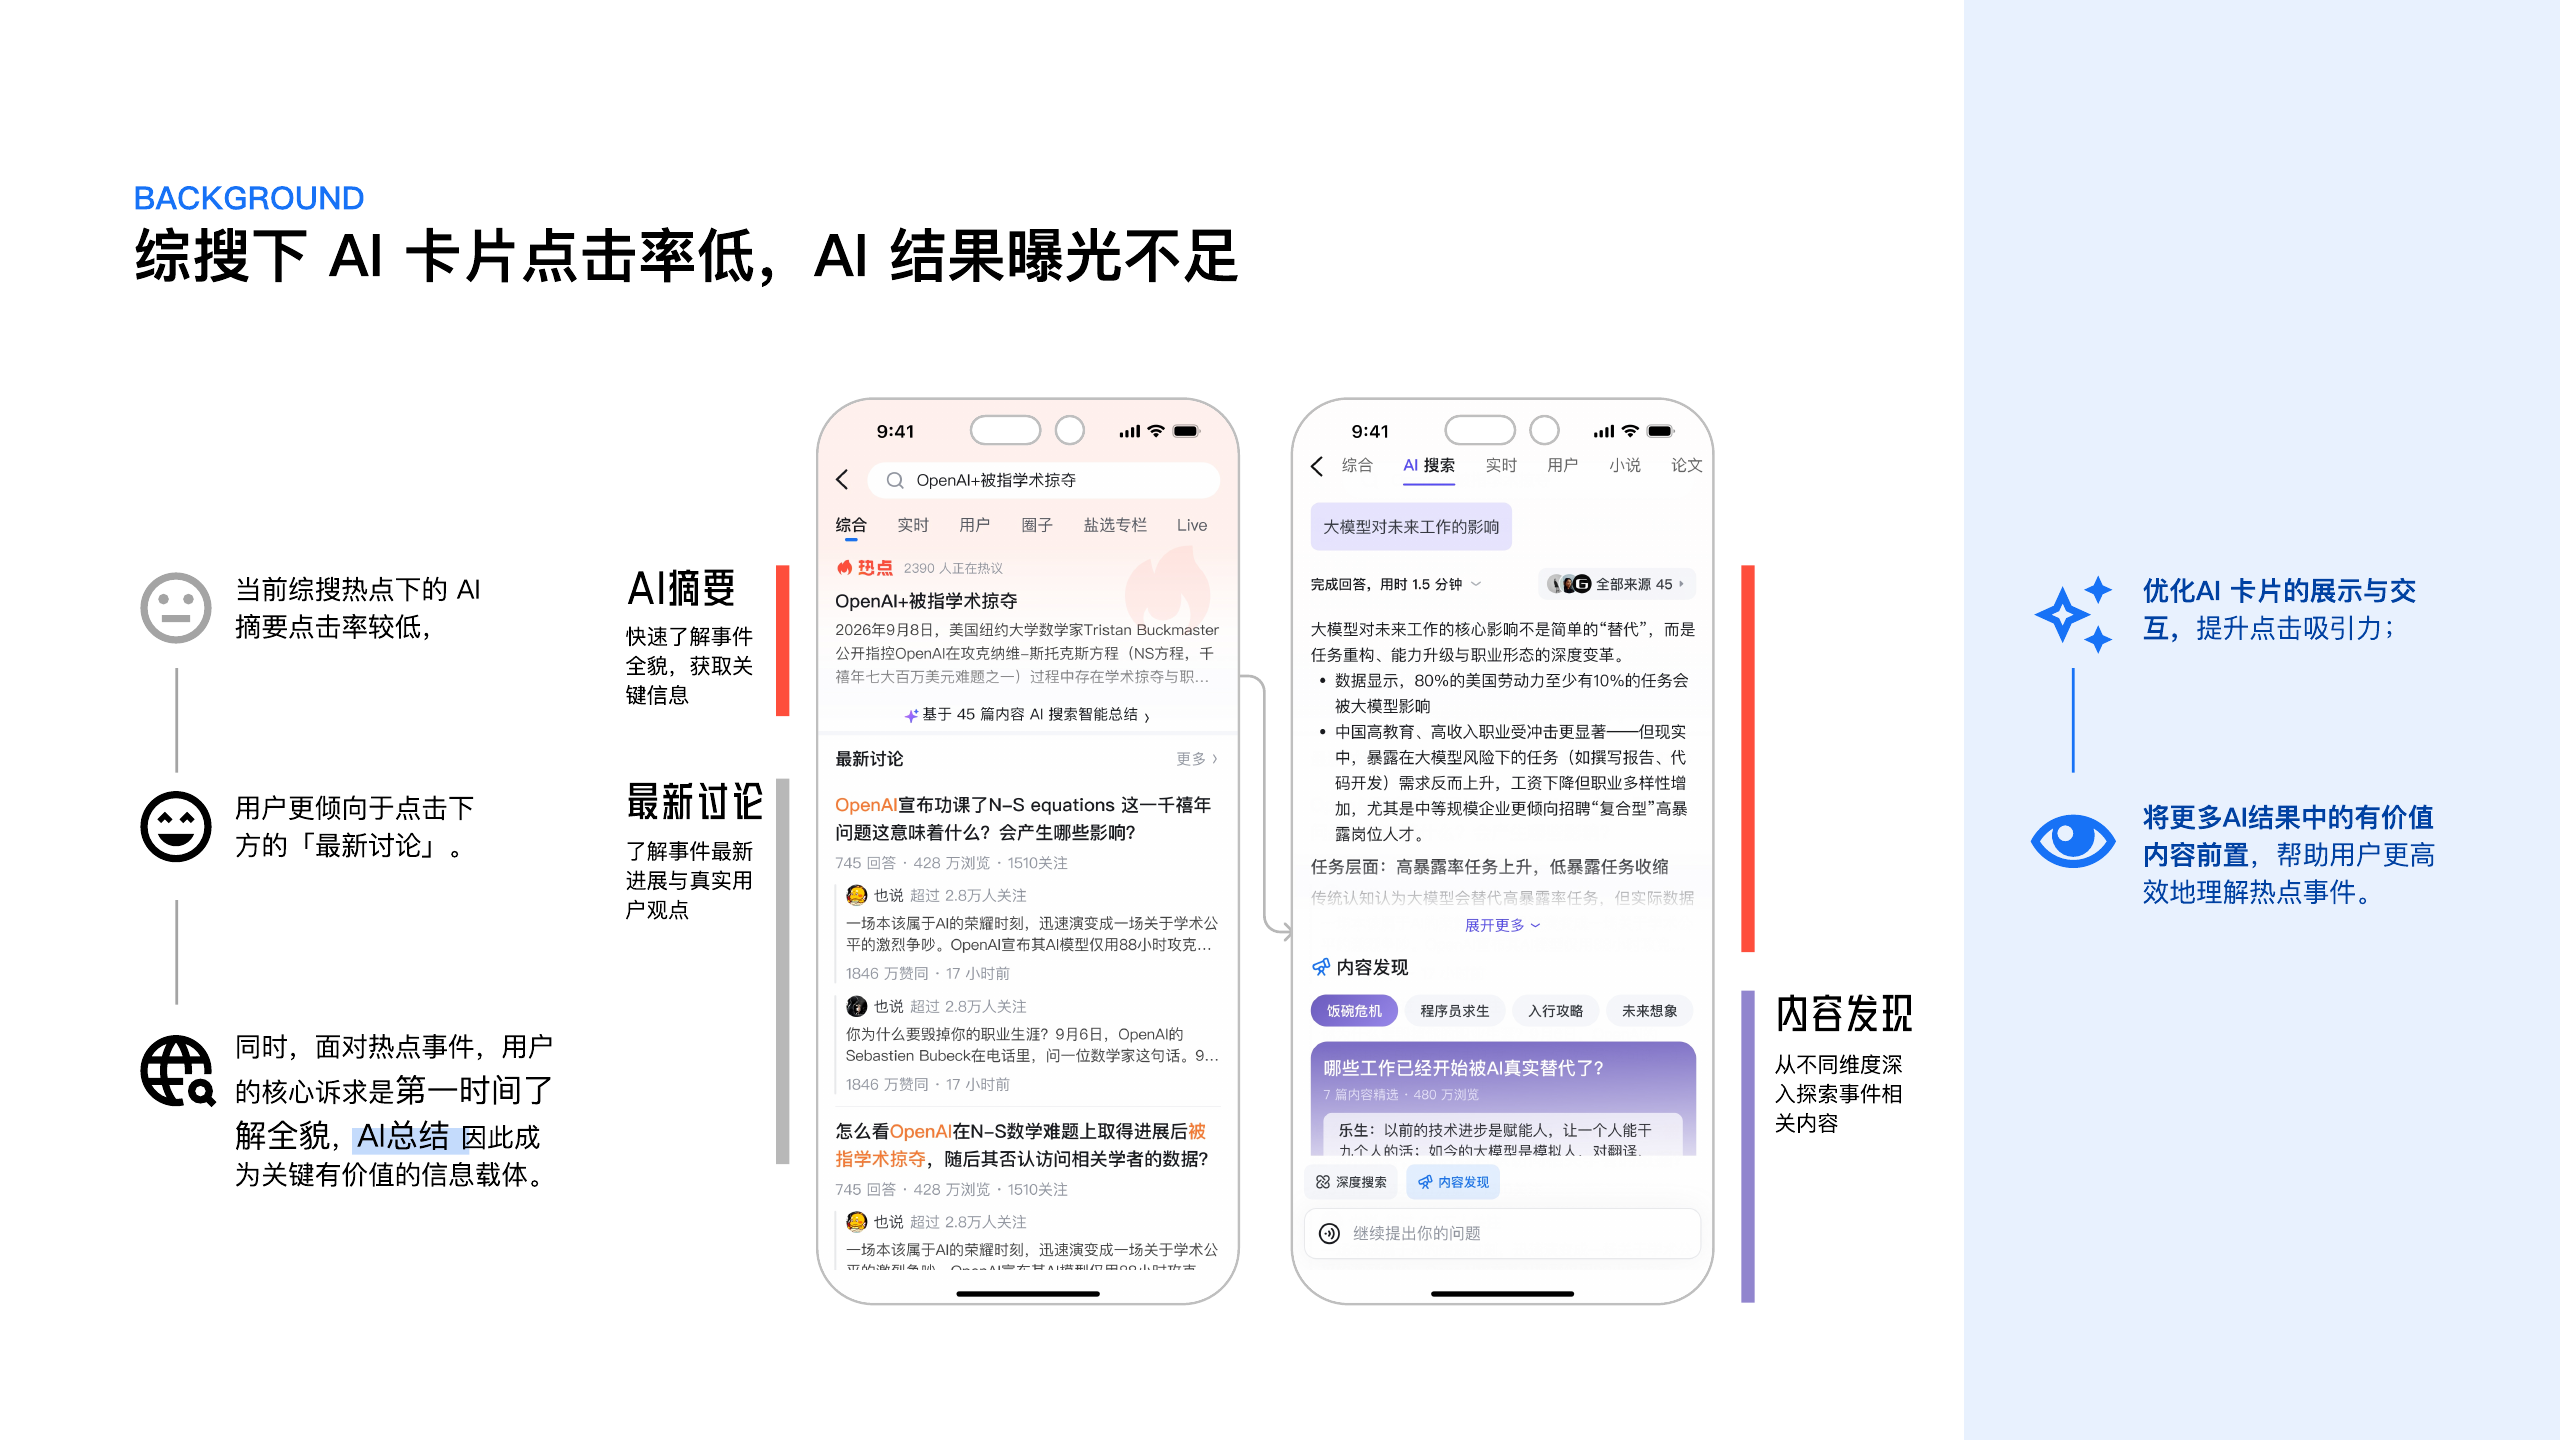 BACKGROUND
综搜下 AI 卡片点击率低，AI 结果曝光不足
当前综搜热点下的 AI
摘要点击率较低，
用户更倾向于点击下
方的「最新讨论」。
同时，面对热点事件，用户
的核心诉求是第一时间了
解全貌，AI总结 因此成
为关键有价值的信息载体。
AI摘要
快速了解事件
全貌，获取关
键信息
最新讨论
了解事件最新
进展与真实用
户观点
9:41
OpenAI+被指学术掠夺
综合 实时 用户 圈子 盐选专栏 Live
热点 2390 人正在热议
OpenAI+被指学术掠夺
2026年9月8日，美国纽约大学数学家Tristan Buckmaster
公开指控OpenAI在攻克纳维–斯托克斯方程（NS方程，千
禧年七大百万美元难题之一）过程中存在学术掠夺与职...
基于 45 篇内容 AI 搜索智能总结 ›
最新讨论 更多 ›
OpenAI宣布功课了N–S equations 这一千禧年
问题这意味着什么？会产生哪些影响？
745 回答 · 428 万浏览 · 1510关注
也说 超过 2.8万人关注
一场本该属于AI的荣耀时刻，迅速演变成一场关于学术公
平的激烈争吵。OpenAI宣布其AI模型仅用88小时攻克...
1846 万赞同 · 17 小时前
也说 超过 2.8万人关注
你为什么要毁掉你的职业生涯？9月6日，OpenAI的
Sebastien Bubeck在电话里，问一位数学家这句话。9...
1846 万赞同 · 17 小时前
怎么看OpenAI在N–S数学难题上取得进展后被
指学术掠夺，随后其否认访问相关学者的数据？
745 回答 · 428 万浏览 · 1510关注
也说 超过 2.8万人关注
一场本该属于AI的荣耀时刻，迅速演变成一场关于学术公
平的激烈争吵。OpenAI宣布其AI模型仅用88小时攻克...
9:41
综合 AI 搜索 实时 用户 小说 论文
大模型对未来工作的影响
完成回答，用时 1.5 分钟 全部来源 45
大模型对未来工作的核心影响不是简单的“替代”，而是
任务重构、能力升级与职业形态的深度变革。
• 数据显示，80%的美国劳动力至少有10%的任务会
被大模型影响
• 中国高教育、高收入职业受冲击更显著——但现实
中，暴露在大模型风险下的任务（如撰写报告、代
码开发）需求反而上升，工资下降但职业多样性增
加，尤其是中等规模企业更倾向招聘“复合型”高暴
露岗位人才。
任务层面：高暴露率任务上升，低暴露任务收缩
传统认知认为大模型会替代高暴露率任务，但实际数据
展开更多
内容发现
饭碗危机 程序员求生 入行攻略 未来想象
哪些工作已经开始被AI真实替代了？
7 篇内容精选 · 480 万浏览
乐生：以前的技术进步是赋能人，让一个人能干
九个人的活；如今的大模型是模拟人，对翻译、
深度搜索 内容发现
继续提出你的问题
内容发现
从不同维度深
入探索事件相
关内容
优化AI 卡片的展示与交
互，提升点击吸引力；
将更多AI结果中的有价值
内容前置，帮助用户更高
效地理解热点事件。